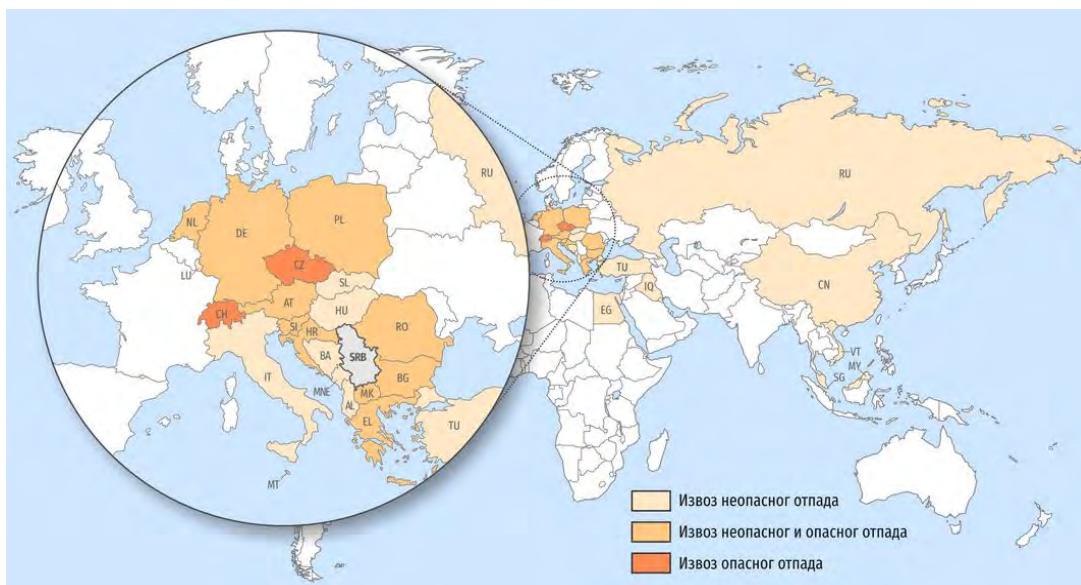 RU
NL
DE
PL
LU
CZ
SL
CH
AT
HU
SI
HR
RO
BA
SRB
IT
MNE
BG
MK
AL
EL
TU
MT
RU
TU
IQ
CN
EG
VT
MY
SG
Извоз неопасног отпада
Извоз неопасног и опасног отпада
Извоз опасног отпада